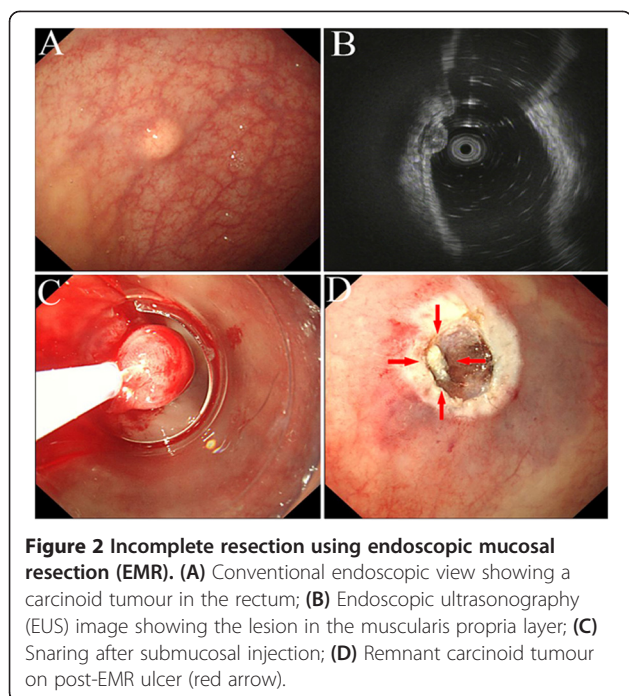 A
B
C
D
Figure 2 Incomplete resection using endoscopic mucosal
resection (EMR). (A) Conventional endoscopic view showing a
carcinoid tumour in the rectum; (B) Endoscopic ultrasonography
(EUS) image showing the lesion in the muscularis propria layer; (C)
Snaring after submucosal injection; (D) Remnant carcinoid tumour
on post-EMR ulcer (red arrow).